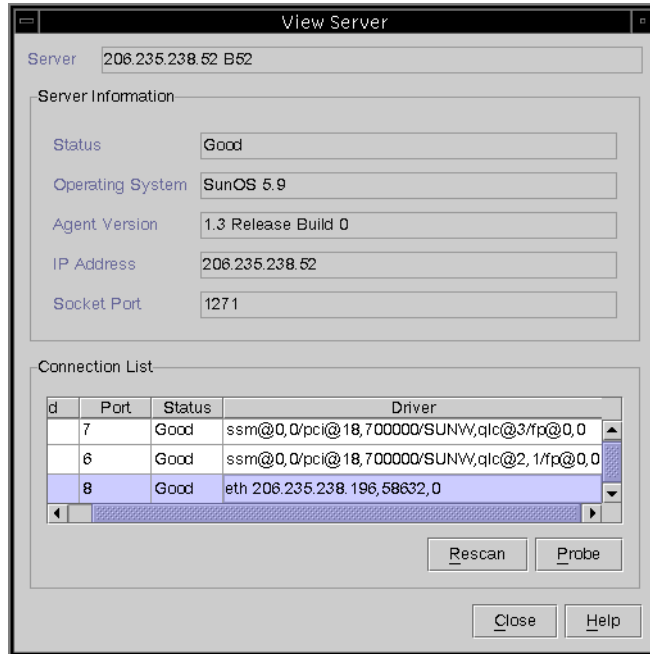 View Server
Server 206.235.238.52 B52
Server Information
Status Good
Operating System SunOS 5.9
Agent Version 1.3 Release Build 0
IP Address 206.235.238.52
Socket Port 1271
Connection List
d Port Status Driver
7 Good ssm@0,0/pci@18,700000/SUNW,qlc@3/fp@0,0
6 Good ssm@0,0/pci@18,700000/SUNW,qlc@2,1/fp@0,0
8 Good eth 206.235.238.196,58632,0
Rescan Probe
Close Help